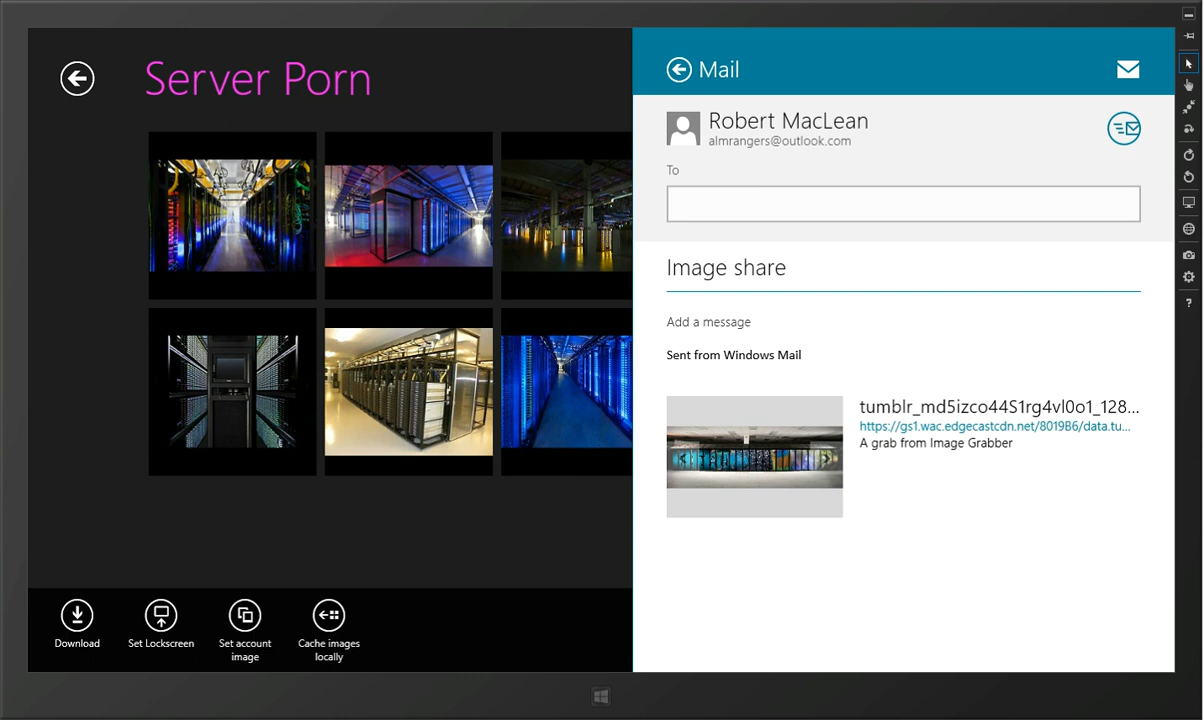 Server Porn
Download
Set Lockscreen
Set account
image
Cache images
locally
Mail
Robert MacLean
almrangers@outlook.com
To
Image share
Add a message
Sent from Windows Mail
tumblr_md5izco44S1rg4vl0o1_128...
https://gs1.wac.edgecastcdn.net/8019B6/data.tu...
A grab from Image Grabber
?